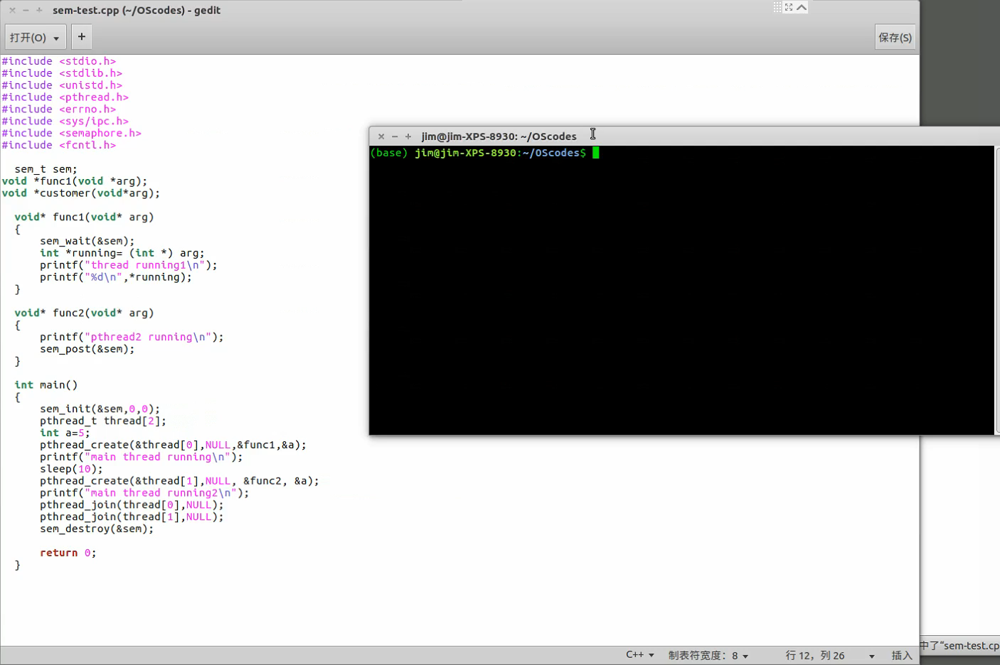 sem-test.cpp (~/OScodes) - gedit
打开(O)
保存(S)
#include <stdio.h>
#include <stdlib.h>
#include <unistd.h>
#include <pthread.h>
#include <errno.h>
#include <sys/ipc.h>
#include <semaphore.h>
#include <fcntl.h>
sem_t sem;
void *func1(void *arg);
void *customer(void*arg);
void* func1(void* arg)
{
sem_wait(&sem);
int *running= (int *) arg;
printf("thread running1\n");
printf("%d\n",*running);
}
void* func2(void* arg)
{
printf("pthread2 running\n");
sem_post(&sem);
}
int main()
{
sem_init(&sem,0,0);
pthread_t thread[2];
int a=5;
pthread_create(&thread[0],NULL,&func1,&a);
printf("main thread running\n");
sleep(10);
pthread_create(&thread[1],NULL, &func2, &a);
printf("main thread running2\n");
pthread_join(thread[0],NULL);
pthread_join(thread[1],NULL);
sem_destroy(&sem);
return 0;
}
jim@jim-XPS-8930: ~/OScodes
(base) jim@jim-XPS-8930:~/OScodes$
中了“sem-test.cp
C++
制表符宽度：8
行 12，列 26
插入